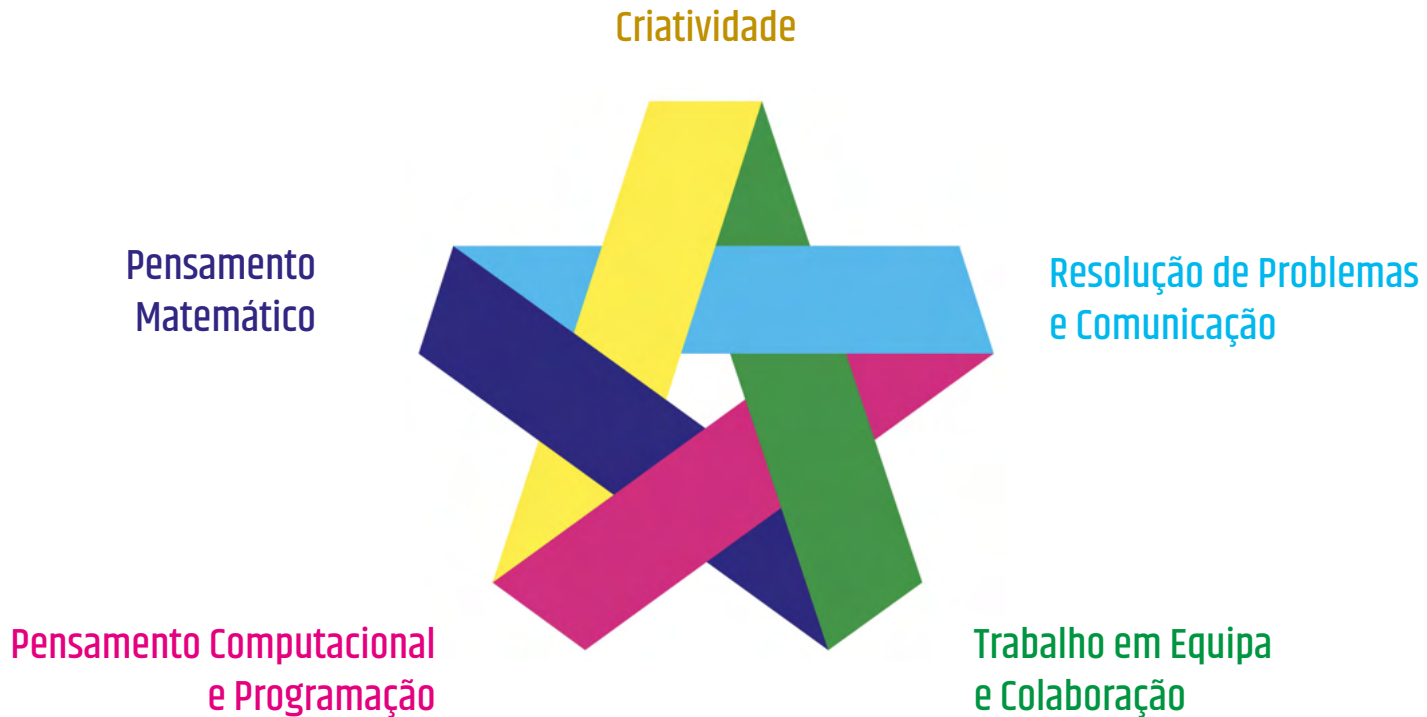 Criatividade
Pensamento
Matemático
Resolução de Problemas
e Comunicação
Pensamento Computacional
e Programação
Trabalho em Equipa
e Colaboração